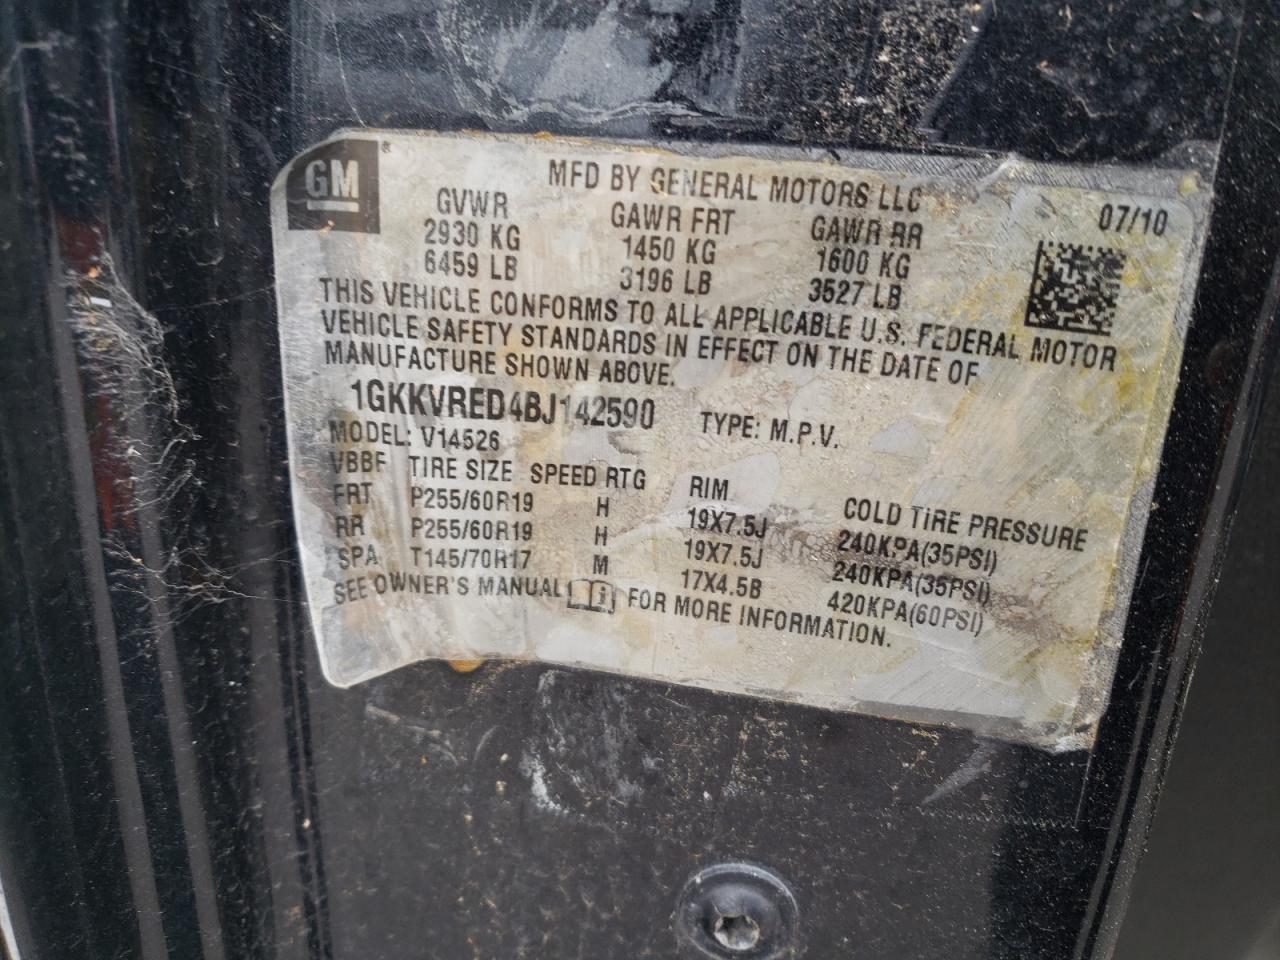 GM®
MFD BY GENERAL MOTORS LLC
07/10
GVWR GAWR FRT GAWR RR
2930 KG 1450 KG 1600 KG
6459 LB 3196 LB 3527 LB
THIS VEHICLE CONFORMS TO ALL APPLICABLE U.S. FEDERAL MOTOR
VEHICLE SAFETY STANDARDS IN EFFECT ON THE DATE OF
MANUFACTURE SHOWN ABOVE.
1GKKVRED4BJ142590 TYPE: M.P.V.
MODEL: V14526
VBBF TIRE SIZE SPEED RTG RIM COLD TIRE PRESSURE
FRT P255/60R19 H 19X7.5J 240KPA(35PSI)
RR P255/60R19 H 19X7.5J 240KPA(35PSI)
SPA T145/70R17 M 17X4.5B 420KPA(60PSI)
SEE OWNER'S MANUAL FOR MORE INFORMATION.